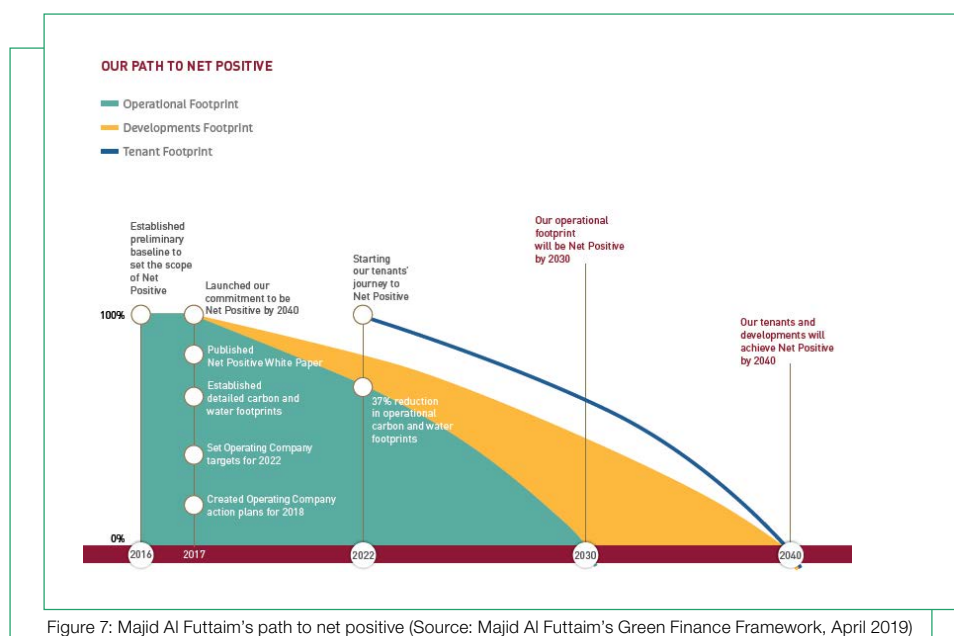 OUR PATH TO NET POSITIVE
Operational Footprint
Developments Footprint
Tenant Footprint
Established
preliminary
baseline to
set the scope
of Net
Positive
Launched our
commitment to be
Net Positive by 2040
Starting
our tenants'
journey to
Net Positive
Our operational
footprint
will be Net Positive
by 2030
Our tenants and
developments will
achieve Net Positive
by 2040
100%
Published
Net Positive White Paper
Established
detailed carbon and
water footprints
37% reduction
in operational
carbon and water
footprints
Set Operating Company
targets for 2022
Created Operating Company
action plans for 2018
0%
2016
2017
2022
2030
2040
Figure 7: Majid Al Futtaim's path to net positive (Source: Majid Al Futtaim's Green Finance Framework, April 2019)